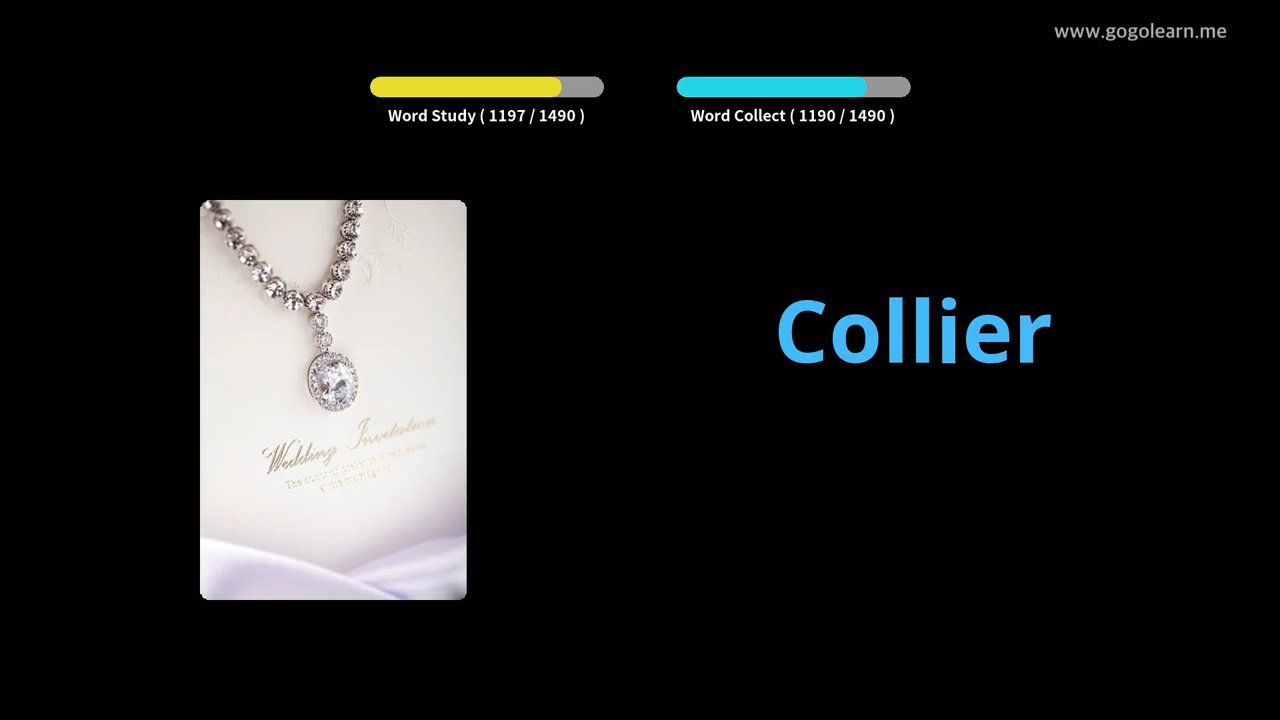 www.gogolearn.me
Word Study ( 1197 / 1490 )
Word Collect ( 1190 / 1490 )
Collier
Wedding Invitation